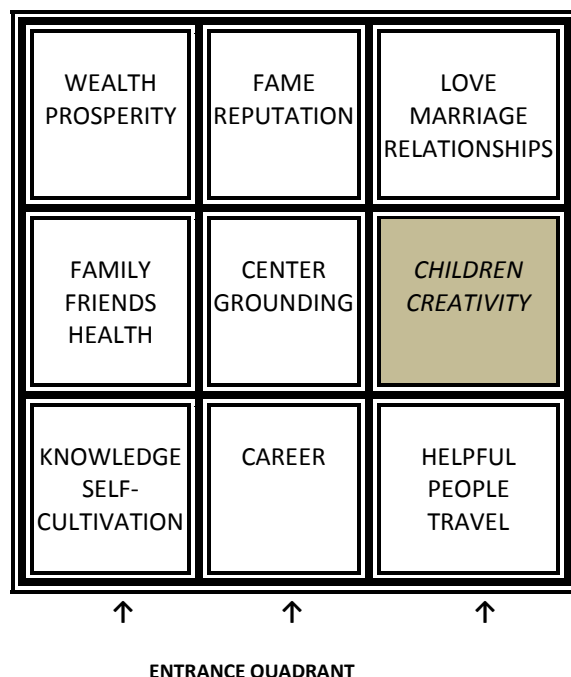 WEALTH
PROSPERITY
FAME
REPUTATION
LOVE
MARRIAGE
RELATIONSHIPS
FAMILY
FRIENDS
HEALTH
CENTER
GROUNDING
CHILDREN
CREATIVITY
KNOWLEDGE
SELF-
CULTIVATION
CAREER
HELPFUL
PEOPLE
TRAVEL
↑ ↑ ↑
ENTRANCE QUADRANT